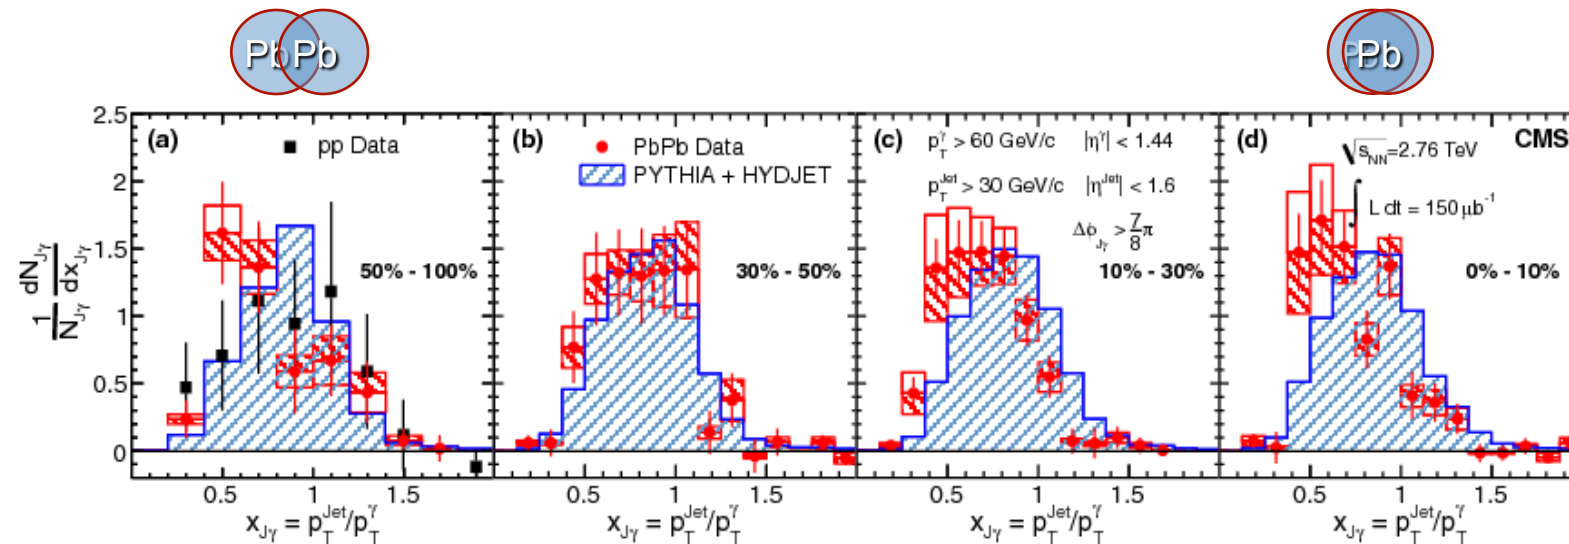 Pb Pb
Pb Pb
2.5
2
1.5
1
0.5
0
1/N_Jγ dN_Jγ/dx_Jγ
(a)
pp Data
50% - 100%
(b)
PbPb Data
PYTHIA + HYDJET
30% - 50%
(c)
p_T^γ > 60 GeV/c |η^γ| < 1.44
p_T^Jet > 30 GeV/c |η^Jet| < 1.6
Δϕ_Jγ > 7/8 π
10% - 30%
(d)
CMS
√s_NN=2.76 TeV
∫ L dt = 150 μb⁻¹
0% - 10%
0.5 1 1.5
0.5 1 1.5
0.5 1 1.5
0.5 1 1.5
x_Jγ = p_T^Jet/p_T^γ
x_Jγ = p_T^Jet/p_T^γ
x_Jγ = p_T^Jet/p_T^γ
x_Jγ = p_T^Jet/p_T^γ